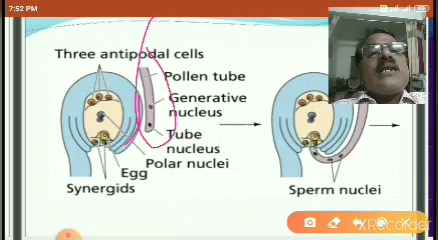 7:52 PM
Three antipodal cells
Pollen tube
Generative
nucleus
Tube
nucleus
Polar nuclei
Egg
Synergids
Sperm nuclei
XRecorder